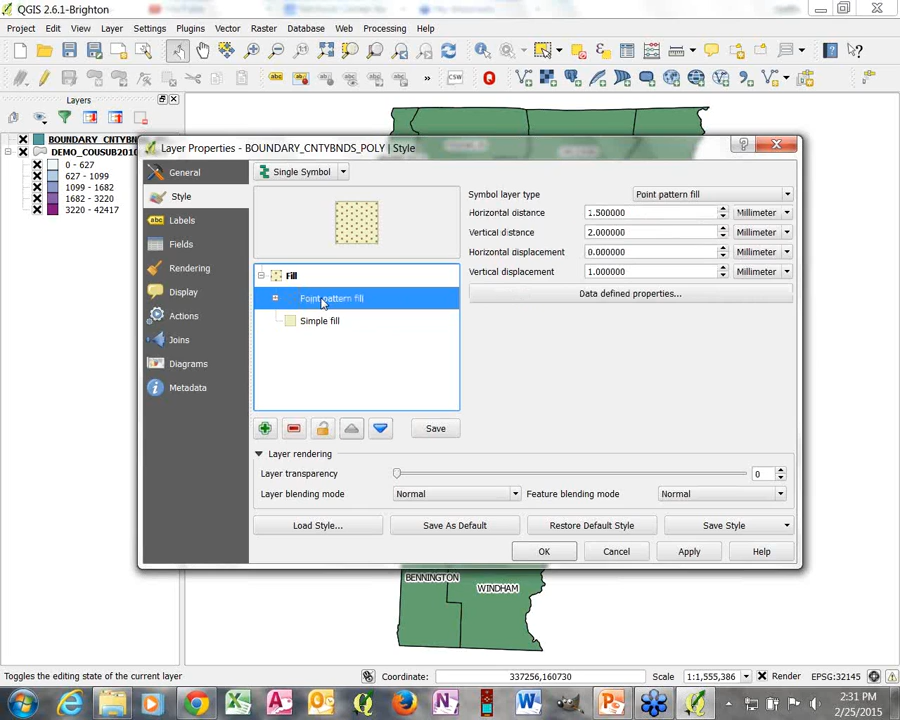 QGIS 2.6.1-Brighton
Project Edit View Layer Settings Plugins Vector Raster Database Web Processing Help
CSW
Layers
BOUNDARY_CNTYBNDS_POLY
DEMO_COUSUB2010
0 - 627
627 - 1099
1099 - 1682
1682 - 3220
3220 - 42417
Layer Properties - BOUNDARY_CNTYBNDS_POLY | Style
General
Style
Labels
Fields
Rendering
Display
Actions
Joins
Diagrams
Metadata
Single Symbol
Fill
Point pattern fill
Simple fill
Save
Symbol layer type Point pattern fill
Horizontal distance 1.500000 Millimeter
Vertical distance 2.000000 Millimeter
Horizontal displacement 0.000000 Millimeter
Vertical displacement 1.000000 Millimeter
Data defined properties...
Layer rendering
Layer transparency 0
Layer blending mode Normal Feature blending mode Normal
Load Style... Save As Default Restore Default Style Save Style
OK Cancel Apply Help
BENNINGTON
WINDHAM
Toggles the editing state of the current layer Coordinate: 337256,160730 Scale 1:1,555,386 Render EPSG:32145
2:31 PM
2/25/2015